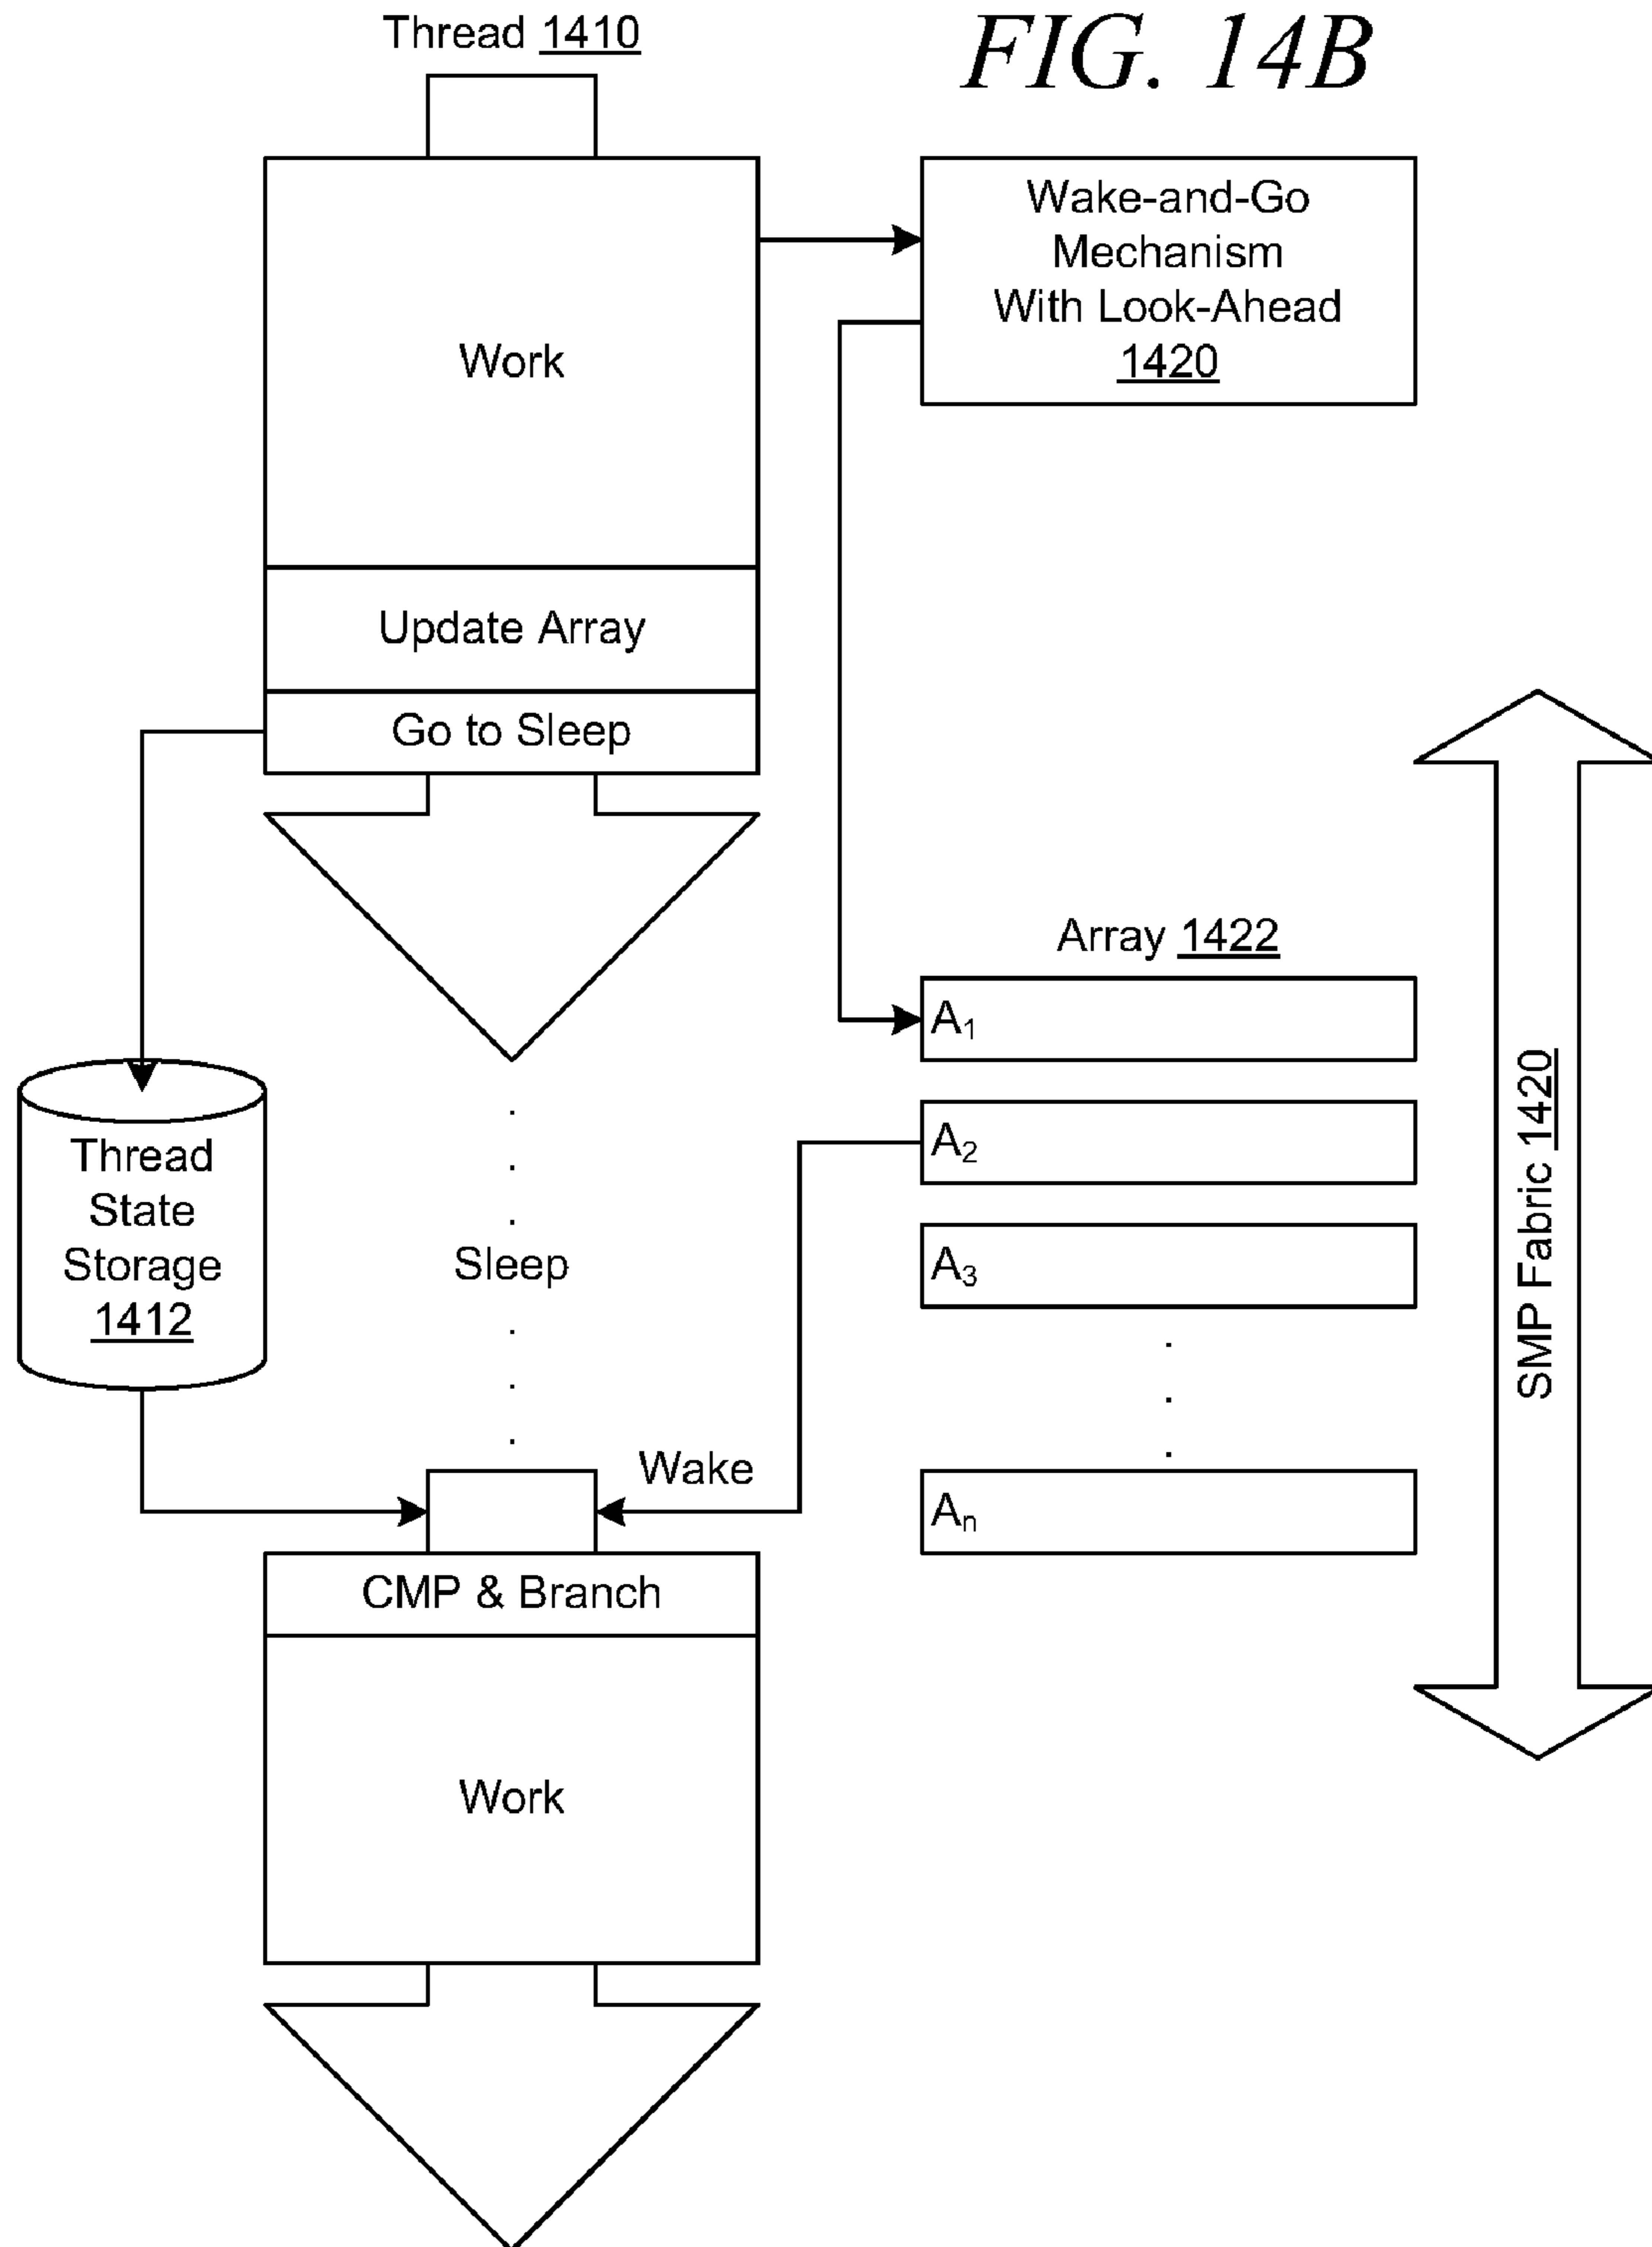 Thread 1410
FIG. 14B
Work
Wake-and-Go
Mechanism
With Look-Ahead
1420
Update Array
Go to Sleep
Array 1422
A₁
A₂
A₃
Aₙ
SMP Fabric 1420
Thread
State
Storage
1412
Sleep
Wake
CMP & Branch
Work